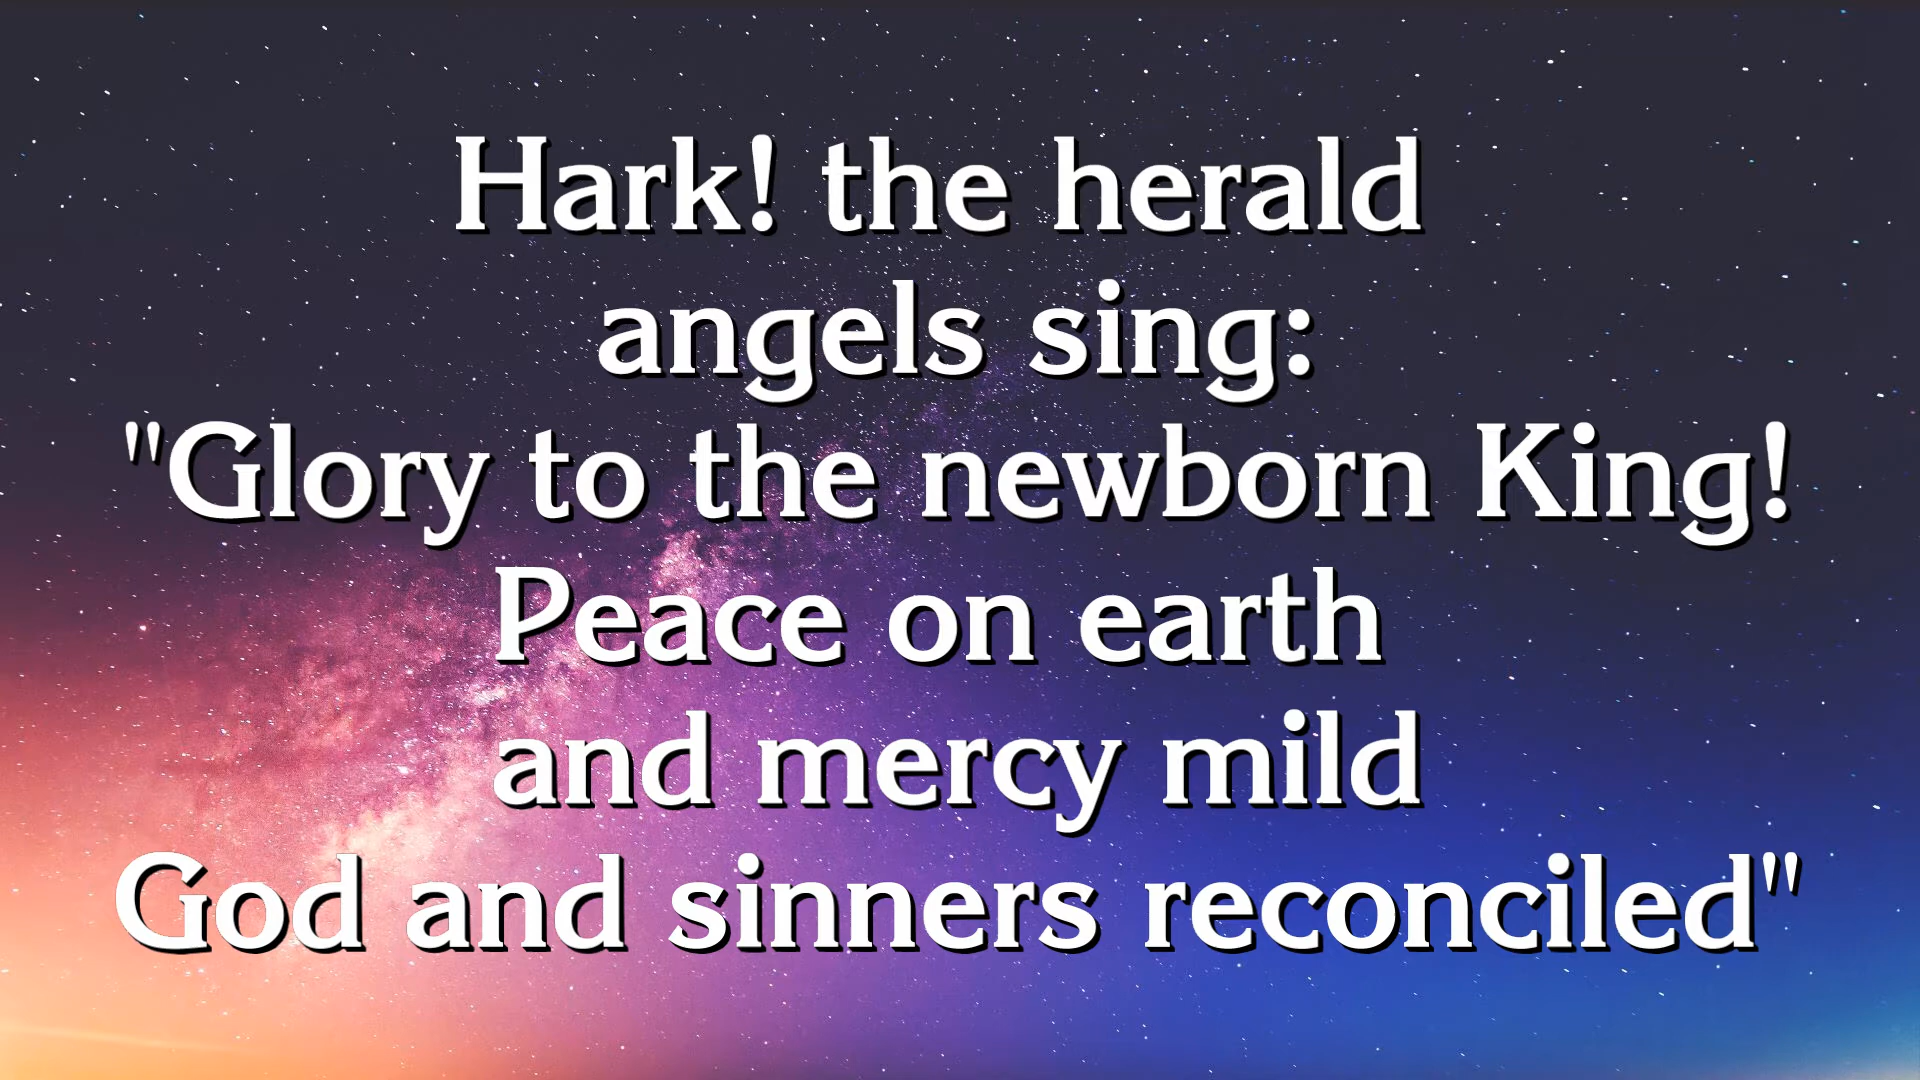 Hark! the herald
angels sing:
"Glory to the newborn King!
Peace on earth
and mercy mild
God and sinners reconciled"